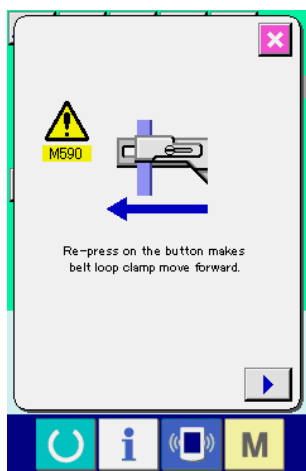 M590
Re-press on the button makes
belt loop clamp move forward.
i
M